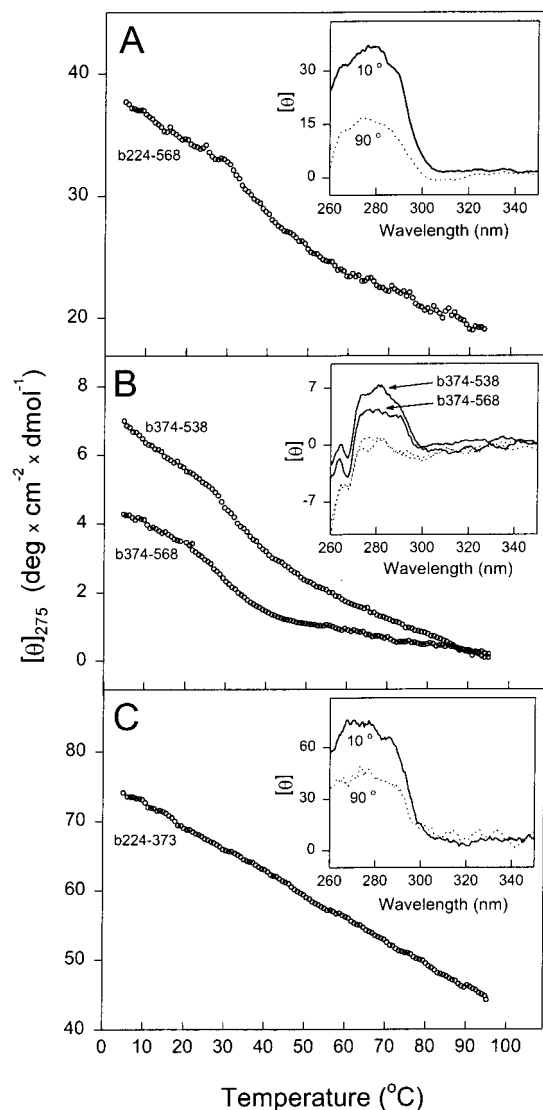 A
40
30
20
b224-568
30
15
0
[θ]
10 °
90 °
260 280 300 320 340
Wavelength (nm)
B
8
6
4
2
0
b374-538
b374-568
7
0
-7
[θ]
b374-538
b374-568
260 280 300 320 340
Wavelength (nm)
[θ]275 (deg x cm-2 x dmol-1)
C
80
70
60
50
40
b224-373
60
30
0
[θ]
10 °
90 °
260 280 300 320 340
Wavelength (nm)
0 10 20 30 40 50 60 70 80 90 100
Temperature (°C)